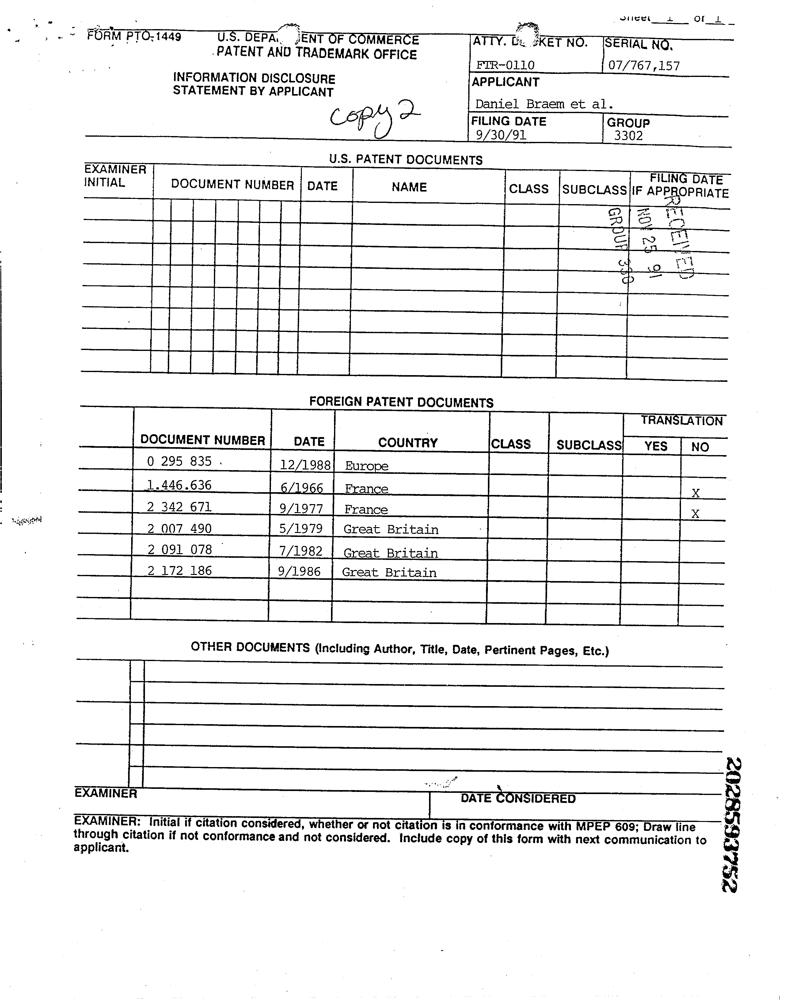 Sheet 1 of 1
FORM PTO-1449 U.S. DEPA ENT OF COMMERCE
PATENT AND TRADEMARK OFFICE
INFORMATION DISCLOSURE
STATEMENT BY APPLICANT
copy 2
ATTY. D KET NO. SERIAL NO.
FTR-0110 07/767,157
APPLICANT
Daniel Braem et al.
FILING DATE GROUP
9/30/91 3302
U.S. PATENT DOCUMENTS
EXAMINER INITIAL DOCUMENT NUMBER DATE NAME CLASS SUBCLASS FILING DATE IF APPROPRIATE
RECEIVED
NOV 25 91
GROUP 330
FOREIGN PATENT DOCUMENTS
TRANSLATION
DOCUMENT NUMBER DATE COUNTRY CLASS SUBCLASS YES NO
0 295 835 12/1988 Europe
1.446.636 6/1966 France X
2 342 671 9/1977 France X
2 007 490 5/1979 Great Britain
2 091 078 7/1982 Great Britain
2 172 186 9/1986 Great Britain
OTHER DOCUMENTS (Including Author, Title, Date, Pertinent Pages, Etc.)
EXAMINER DATE CONSIDERED
EXAMINER: Initial if citation considered, whether or not citation is in conformance with MPEP 609; Draw line
through citation if not conformance and not considered. Include copy of this form with next communication to
applicant.
2028593752